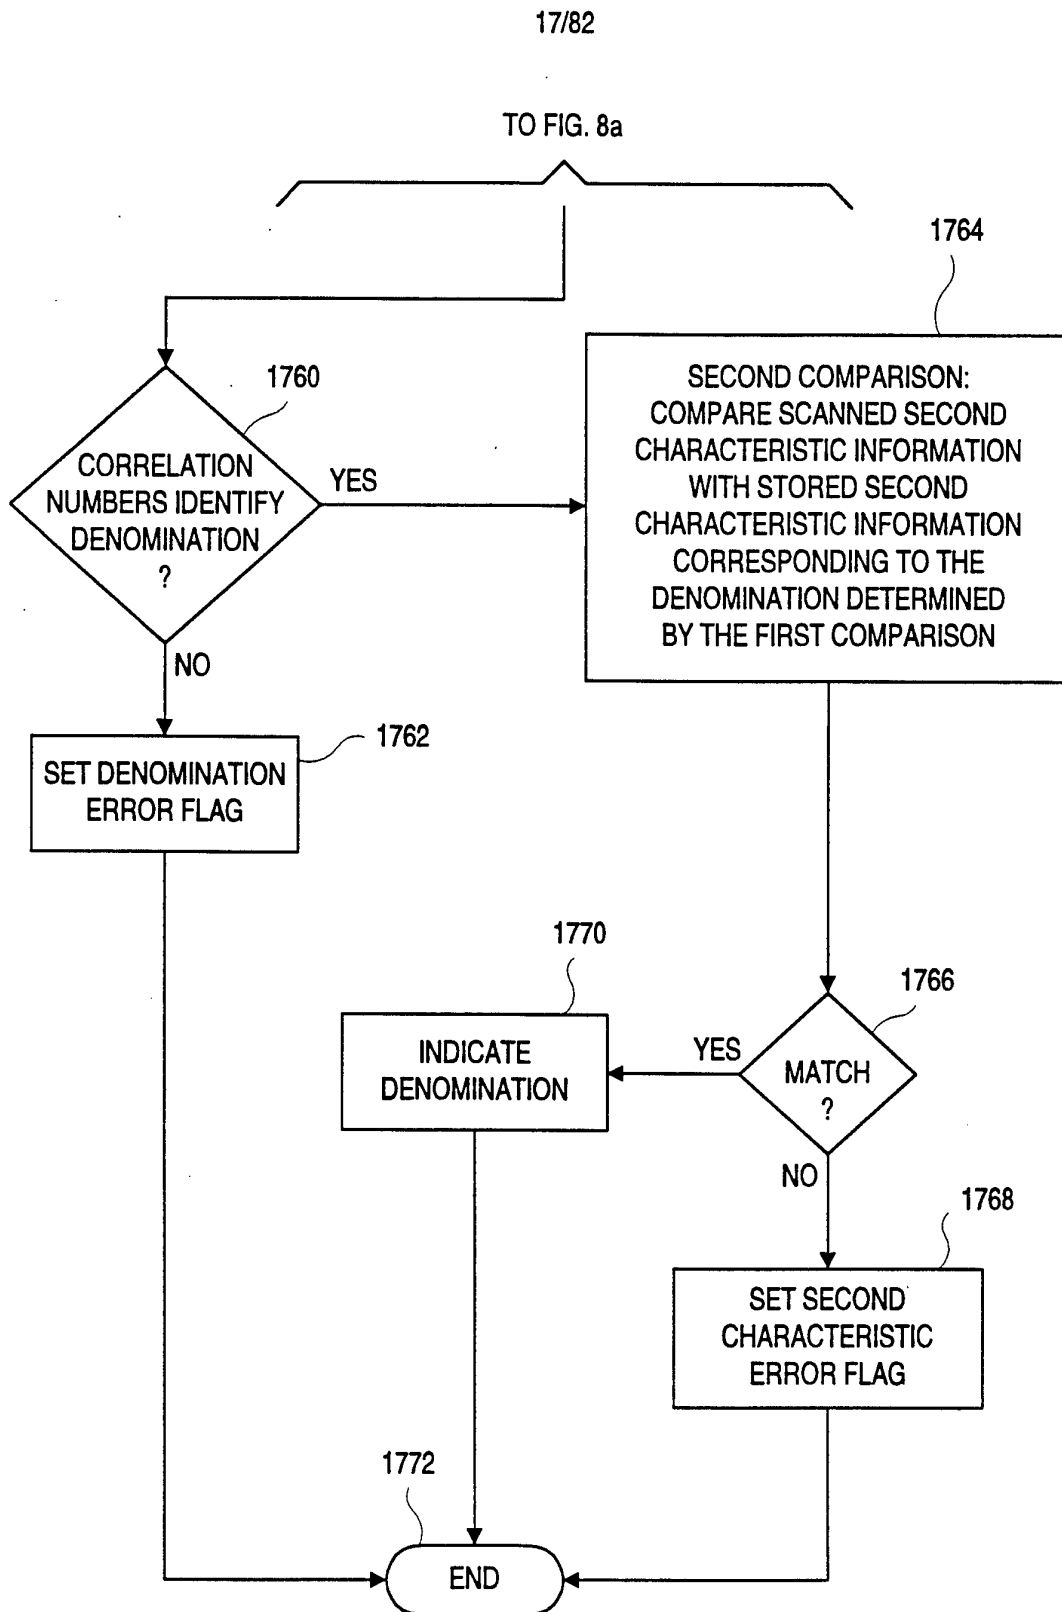 17/82
TO FIG. 8a
1764
1760
CORRELATION
NUMBERS IDENTIFY
DENOMINATION
?
YES
SECOND COMPARISON:
COMPARE SCANNED SECOND
CHARACTERISTIC INFORMATION
WITH STORED SECOND
CHARACTERISTIC INFORMATION
CORRESPONDING TO THE
DENOMINATION DETERMINED
BY THE FIRST COMPARISON
NO
1762
SET DENOMINATION
ERROR FLAG
1770
INDICATE
DENOMINATION
1766
YES
MATCH
?
NO
1768
SET SECOND
CHARACTERISTIC
ERROR FLAG
1772
END